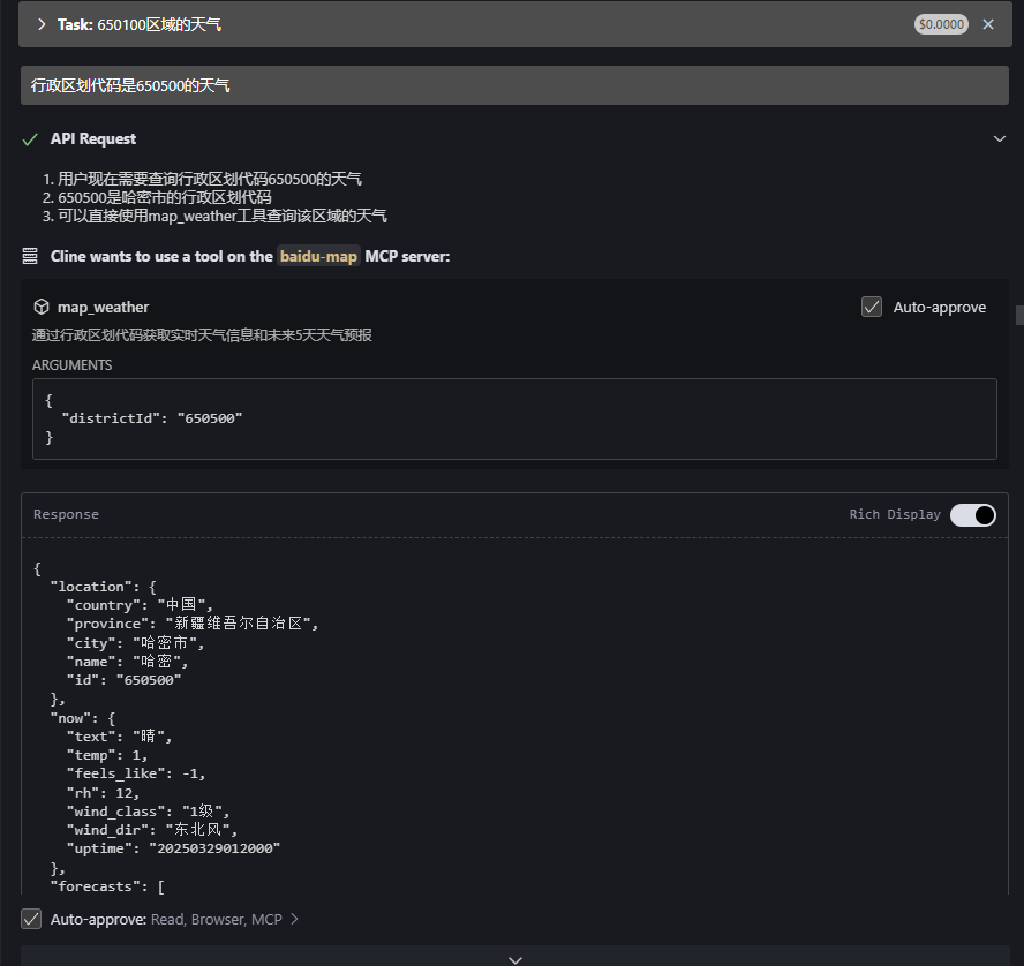 Task: 650100区域的天气
$0.0000
行政区划代码是650500的天气
API Request
1. 用户现在需要查询行政区划代码650500的天气
2. 650500是哈密市的行政区划代码
3. 可以直接使用map_weather工具查询该区域的天气
Cline wants to use a tool on the baidu-map MCP server:
map_weather
Auto-approve
通过行政区划代码获取实时天气信息和未来5天天气预报
ARGUMENTS
{
"districtId": "650500"
}
Response
Rich Display
{
"location": {
"country": "中国",
"province": "新疆维吾尔自治区",
"city": "哈密市",
"name": "哈密",
"id": "650500"
},
"now": {
"text": "晴",
"temp": 1,
"feels_like": -1,
"rh": 12,
"wind_class": "1级",
"wind_dir": "东北风",
"uptime": "20250329012000"
},
"forecasts": [
Auto-approve: Read, Browser, MCP